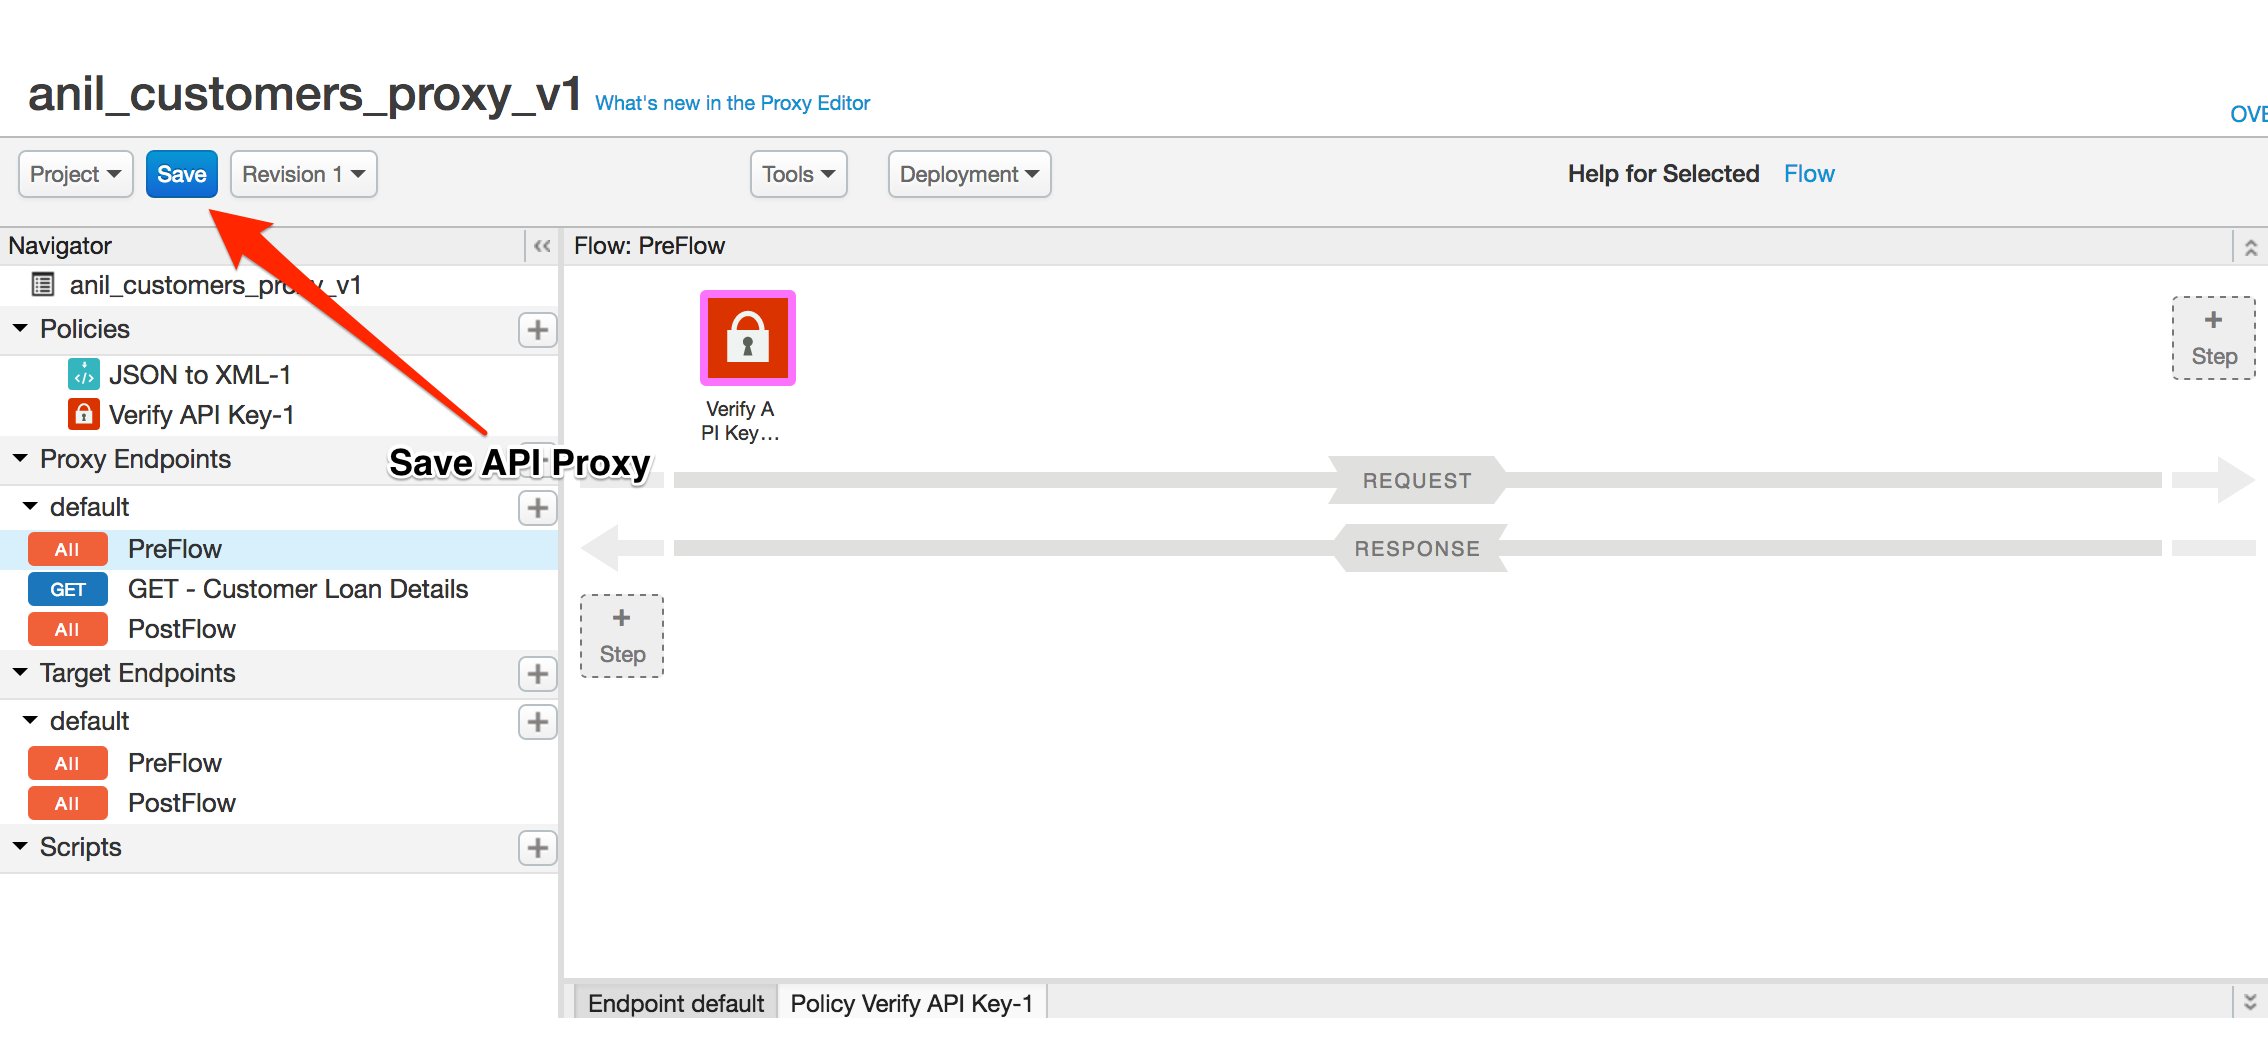 anil_customers_proxy_v1 What's new in the Proxy Editor
OVE
Project Save Revision 1 Tools Deployment Help for Selected Flow
Navigator
Flow: PreFlow
anil_customers_proxy_v1
Policies
JSON to XML-1
Verify API Key-1
Proxy Endpoints
default
All PreFlow
GET GET - Customer Loan Details
All PostFlow
Target Endpoints
default
All PreFlow
All PostFlow
Scripts
Save API Proxy
Verify A
PI Key...
+
Step
REQUEST
RESPONSE
+
Step
Endpoint default Policy Verify API Key-1